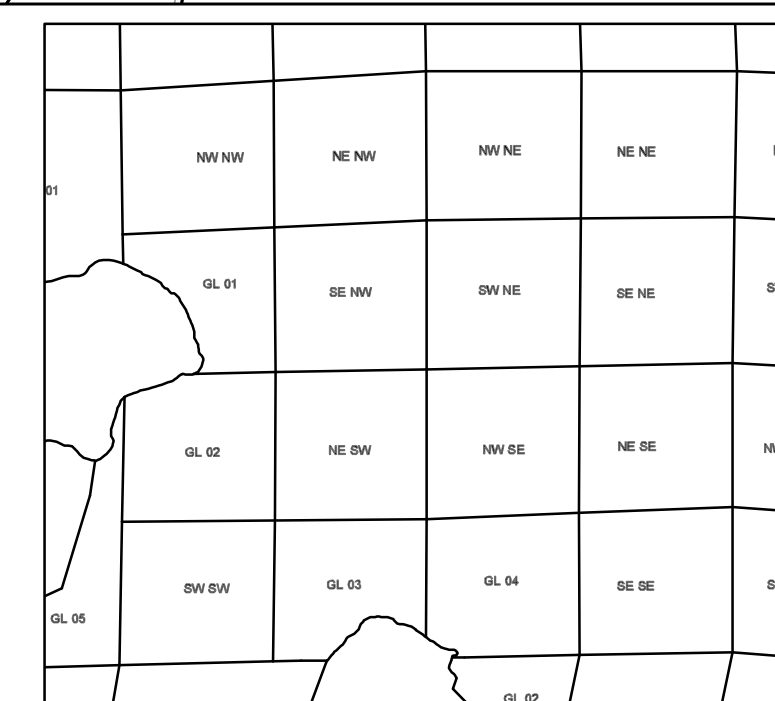 NW NW
NE NW
NW NE
NE NE
01
GL 01
SE NW
SW NE
SE NE
GL 02
NE SW
NW SE
NE SE
SW SW
GL 03
GL 04
SE SE
GL 05
GL 02